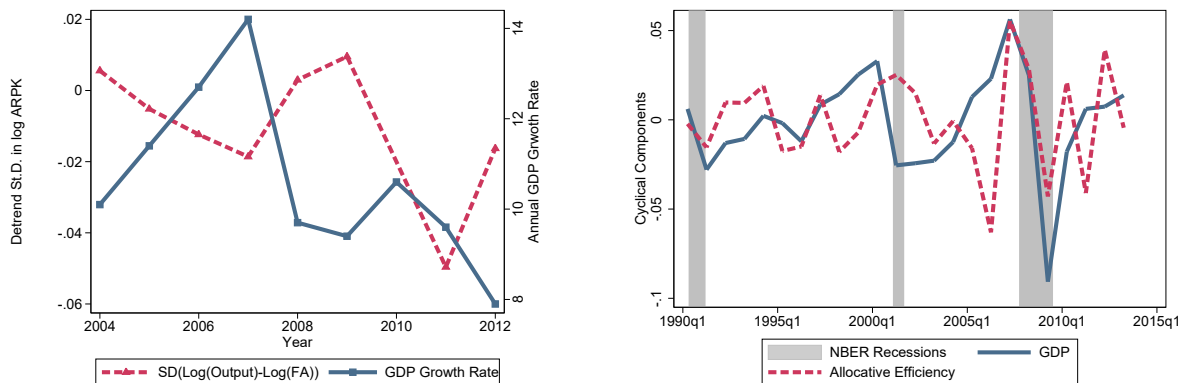 Detrend St.D. in log ARPK
.02
0
-.02
-.04
-.06
14
12
10
8
Annual GDP Grwoth Rate
2004 2006 2008 2010 2012
Year
SD(Log(Output)-Log(FA)) GDP Growth Rate
Cyclical Components
.05
0
-.05
-.1
1990q1 1995q1 2000q1 2005q1 2010q1 2015q1
NBER Recessions GDP
Allocative Efficiency